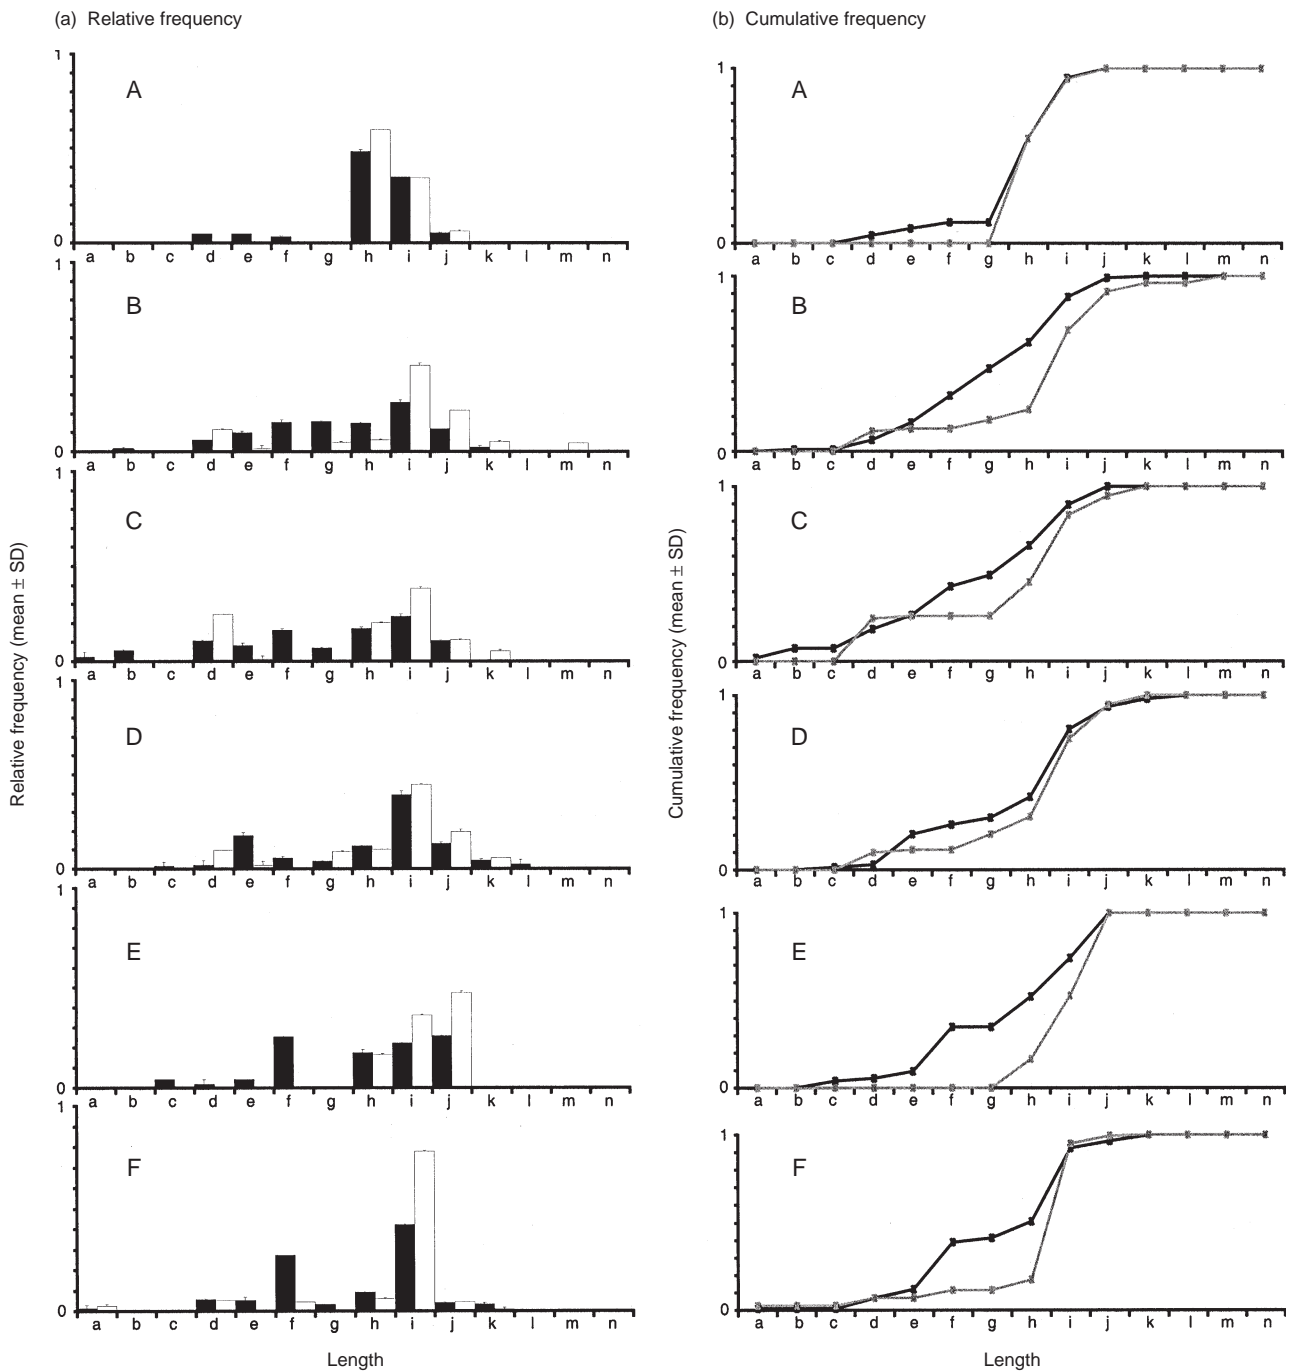 (a) Relative frequency
1
A
0
a b c d e f g h i j k l m n
1
B
0
a b c d e f g h i j k l m n
1
C
0
a b c d e f g h i j k l m n
1
D
0
a b c d e f g h i j k l m n
1
E
0
a b c d e f g h i j k l m n
1
F
0
a b c d e f g h i j k l m n
Length
Relative frequency (mean ± SD)
(b) Cumulative frequency
1
A
0
a b c d e f g h i j k l m n
1
B
0
a b c d e f g h i j k l m n
1
C
0
a b c d e f g h i j k l m n
1
D
0
a b c d e f g h i j k l m n
1
E
0
a b c d e f g h i j k l m n
1
F
0
a b c d e f g h i j k l m n
Length
Cumulative frequency (mean ± SD)